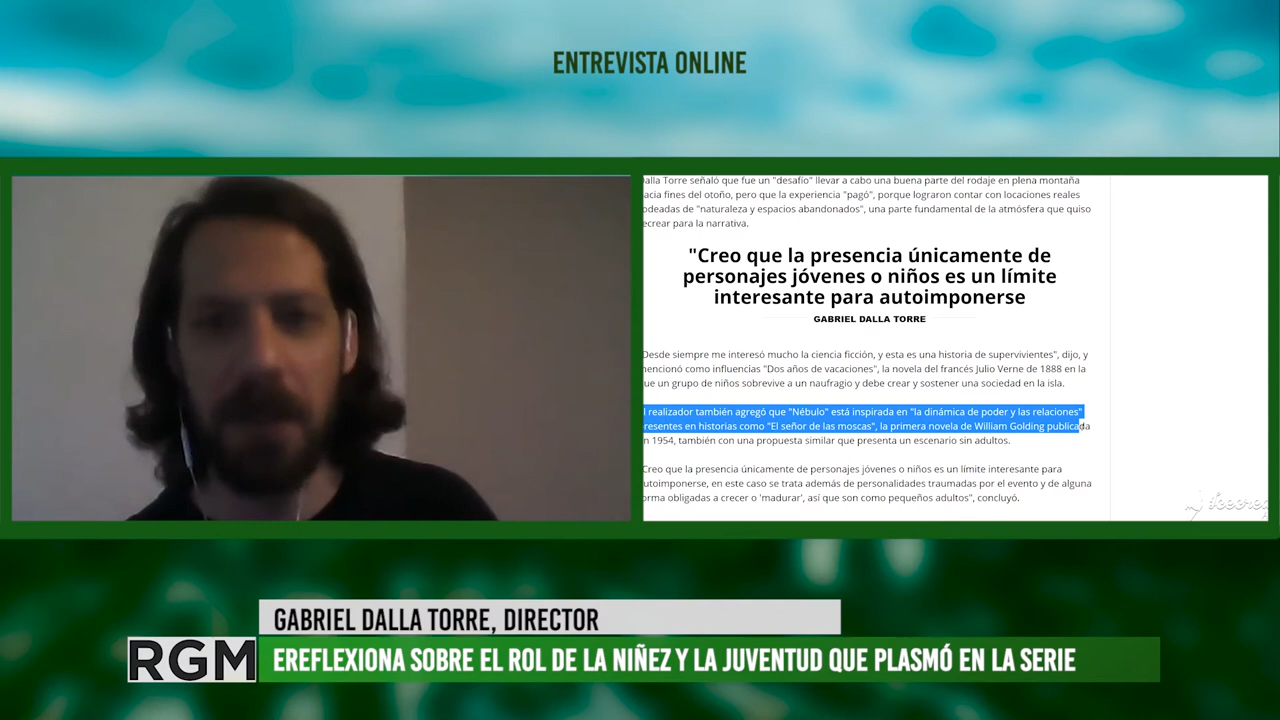 ENTREVISTA ONLINE
alla Torre señaló que fue un "desafío" llevar a cabo una buena parte del rodaje en plena montaña
acia fines del otoño, pero que la experiencia "pagó", porque lograron contar con locaciones reales
odeadas de "naturaleza y espacios abandonados", una parte fundamental de la atmósfera que quiso
ecrear para la narrativa.
"Creo que la presencia únicamente de
personajes jóvenes o niños es un límite
interesante para autoimponerse
GABRIEL DALLA TORRE
Desde siempre me interesó mucho la ciencia ficción, y esta es una historia de supervivientes", dijo, y
encionó como influencias "Dos años de vacaciones", la novela del francés Julio Verne de 1888 en la
ue un grupo de niños sobrevive a un naufragio y debe crear y sostener una sociedad en la isla.
l realizador también agregó que "Nébulo" está inspirada en "la dinámica de poder y las relaciones"
resentes en historias como "El señor de las moscas", la primera novela de William Golding publicada
n 1954, también con una propuesta similar que presenta un escenario sin adultos.
Creo que la presencia únicamente de personajes jóvenes o niños es un límite interesante para
utoimponerse, en este caso se trata además de personalidades traumadas por el evento y de alguna
orma obligadas a crecer o 'madurar', así que son como pequeños adultos", concluyó.
GABRIEL DALLA TORRE, DIRECTOR
RGM
EREFLEXIONA SOBRE EL ROL DE LA NIÑEZ Y LA JUVENTUD QUE PLASMÓ EN LA SERIE